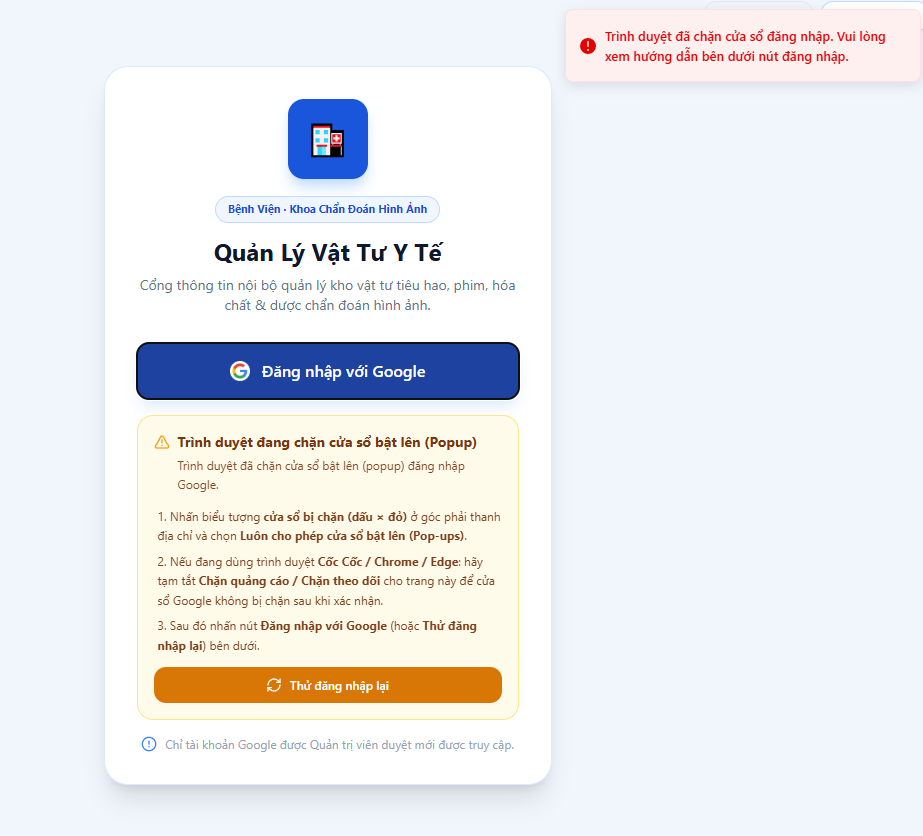 Trình duyệt đã chặn cửa sổ đăng nhập. Vui lòng
xem hướng dẫn bên dưới nút đăng nhập.
Bệnh Viện · Khoa Chẩn Đoán Hình Ảnh
Quản Lý Vật Tư Y Tế
Cổng thông tin nội bộ quản lý kho vật tư tiêu hao, phim, hóa
chất & dược chẩn đoán hình ảnh.
Đăng nhập với Google
Trình duyệt đang chặn cửa sổ bật lên (Popup)
Trình duyệt đã chặn cửa sổ bật lên (popup) đăng nhập
Google.
1. Nhấn biểu tượng cửa sổ bị chặn (dấu × đỏ) ở góc phải thanh
địa chỉ và chọn Luôn cho phép cửa sổ bật lên (Pop-ups).
2. Nếu đang dùng trình duyệt Cốc Cốc / Chrome / Edge: hãy
tạm tắt Chặn quảng cáo / Chặn theo dõi cho trang này để cửa
sổ Google không bị chặn sau khi xác nhận.
3. Sau đó nhấn nút Đăng nhập với Google (hoặc Thử đăng
nhập lại) bên dưới.
Thử đăng nhập lại
Chỉ tài khoản Google được Quản trị viên duyệt mới được truy cập.